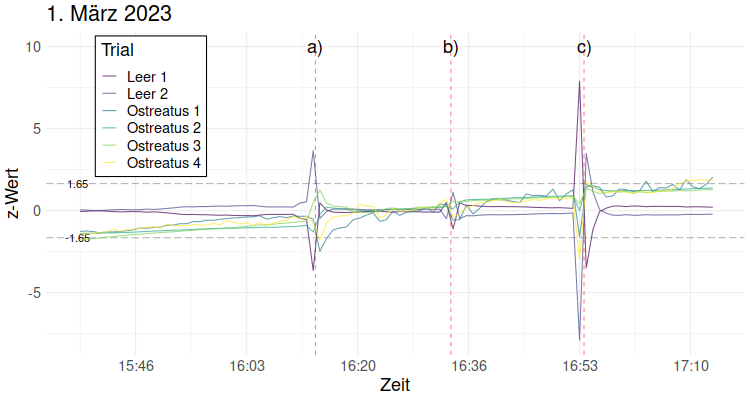 1. März 2023
a)
b)
c)
Trial
Leer 1
Leer 2
Ostreatus 1
Ostreatus 2
Ostreatus 3
Ostreatus 4
z-Wert
10
5
0
-5
1.65
-1.65
15:46
16:03
16:20
16:36
16:53
17:10
Zeit